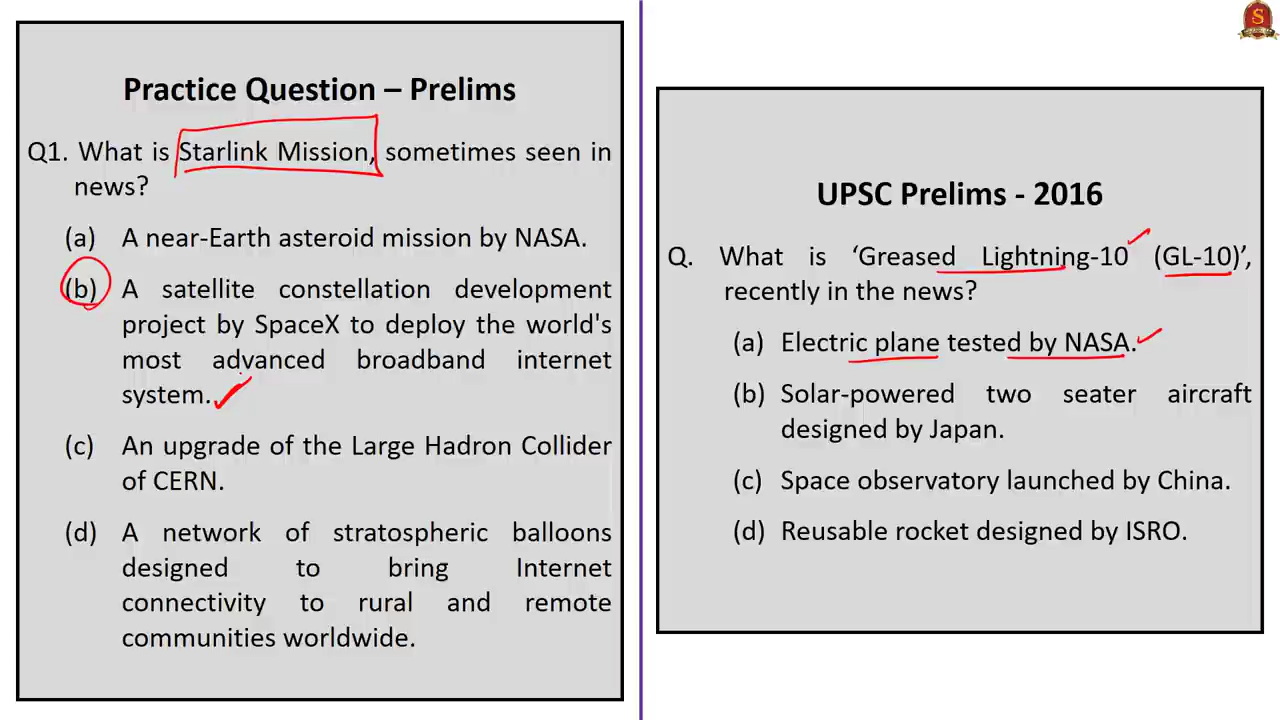 Practice Question – Prelims
Q1. What is Starlink Mission, sometimes seen in
news?
(a) A near-Earth asteroid mission by NASA.
(b) A satellite constellation development
project by SpaceX to deploy the world's
most advanced broadband internet
system.
(c) An upgrade of the Large Hadron Collider
of CERN.
(d) A network of stratospheric balloons
designed to bring Internet
connectivity to rural and remote
communities worldwide.
UPSC Prelims - 2016
Q. What is ‘Greased Lightning-10 (GL-10)’,
recently in the news?
(a) Electric plane tested by NASA.
(b) Solar-powered two seater aircraft
designed by Japan.
(c) Space observatory launched by China.
(d) Reusable rocket designed by ISRO.
S